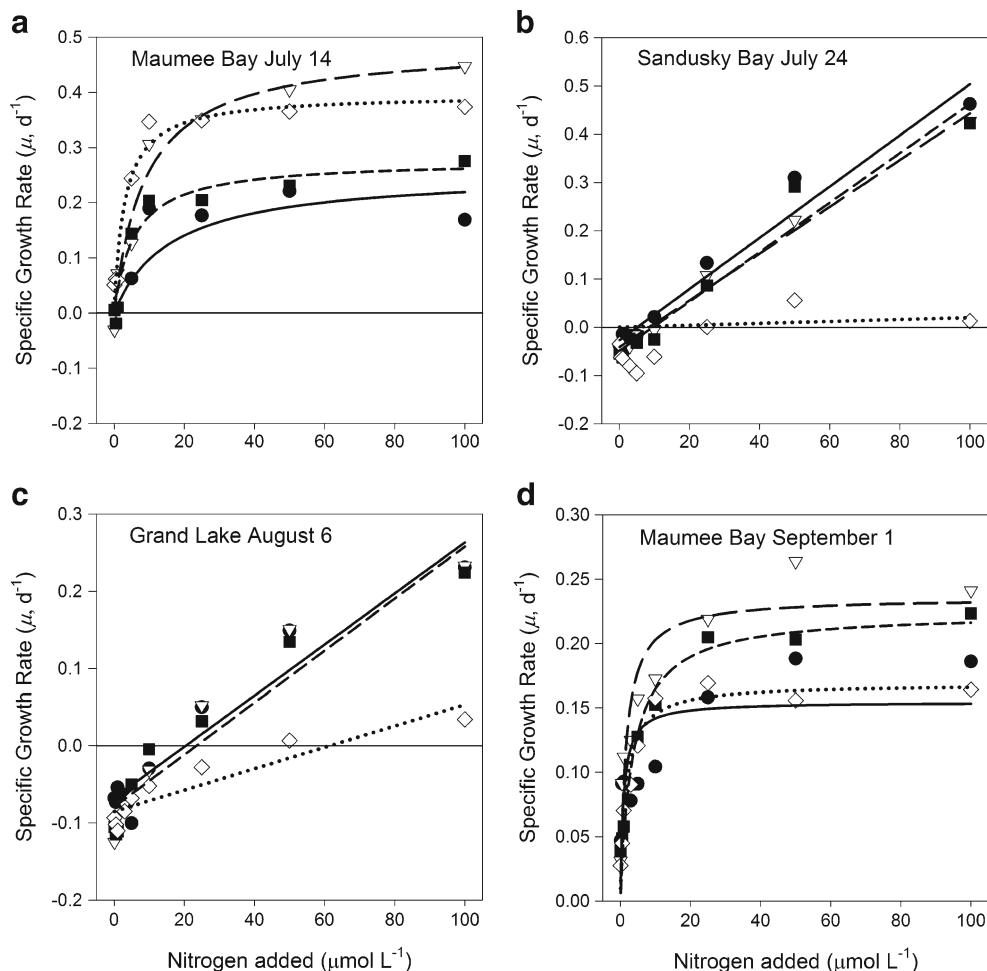 a
Maumee Bay July 14
Specific Growth Rate (μ, d⁻¹)
0.5
0.4
0.3
0.2
0.1
0.0
-0.1
-0.2
0 20 40 60 80 100
b
Sandusky Bay July 24
Specific Growth Rate (μ, d⁻¹)
0.6
0.5
0.4
0.3
0.2
0.1
0.0
-0.1
-0.2
0 20 40 60 80 100
c
Grand Lake August 6
Specific Growth Rate (μ, d⁻¹)
0.3
0.2
0.1
0.0
-0.1
-0.2
0 20 40 60 80 100
Nitrogen added (μmol L⁻¹)
d
Maumee Bay September 1
Specific Growth Rate (μ, d⁻¹)
0.30
0.25
0.20
0.15
0.10
0.05
0.00
0 20 40 60 80 100
Nitrogen added (μmol L⁻¹)